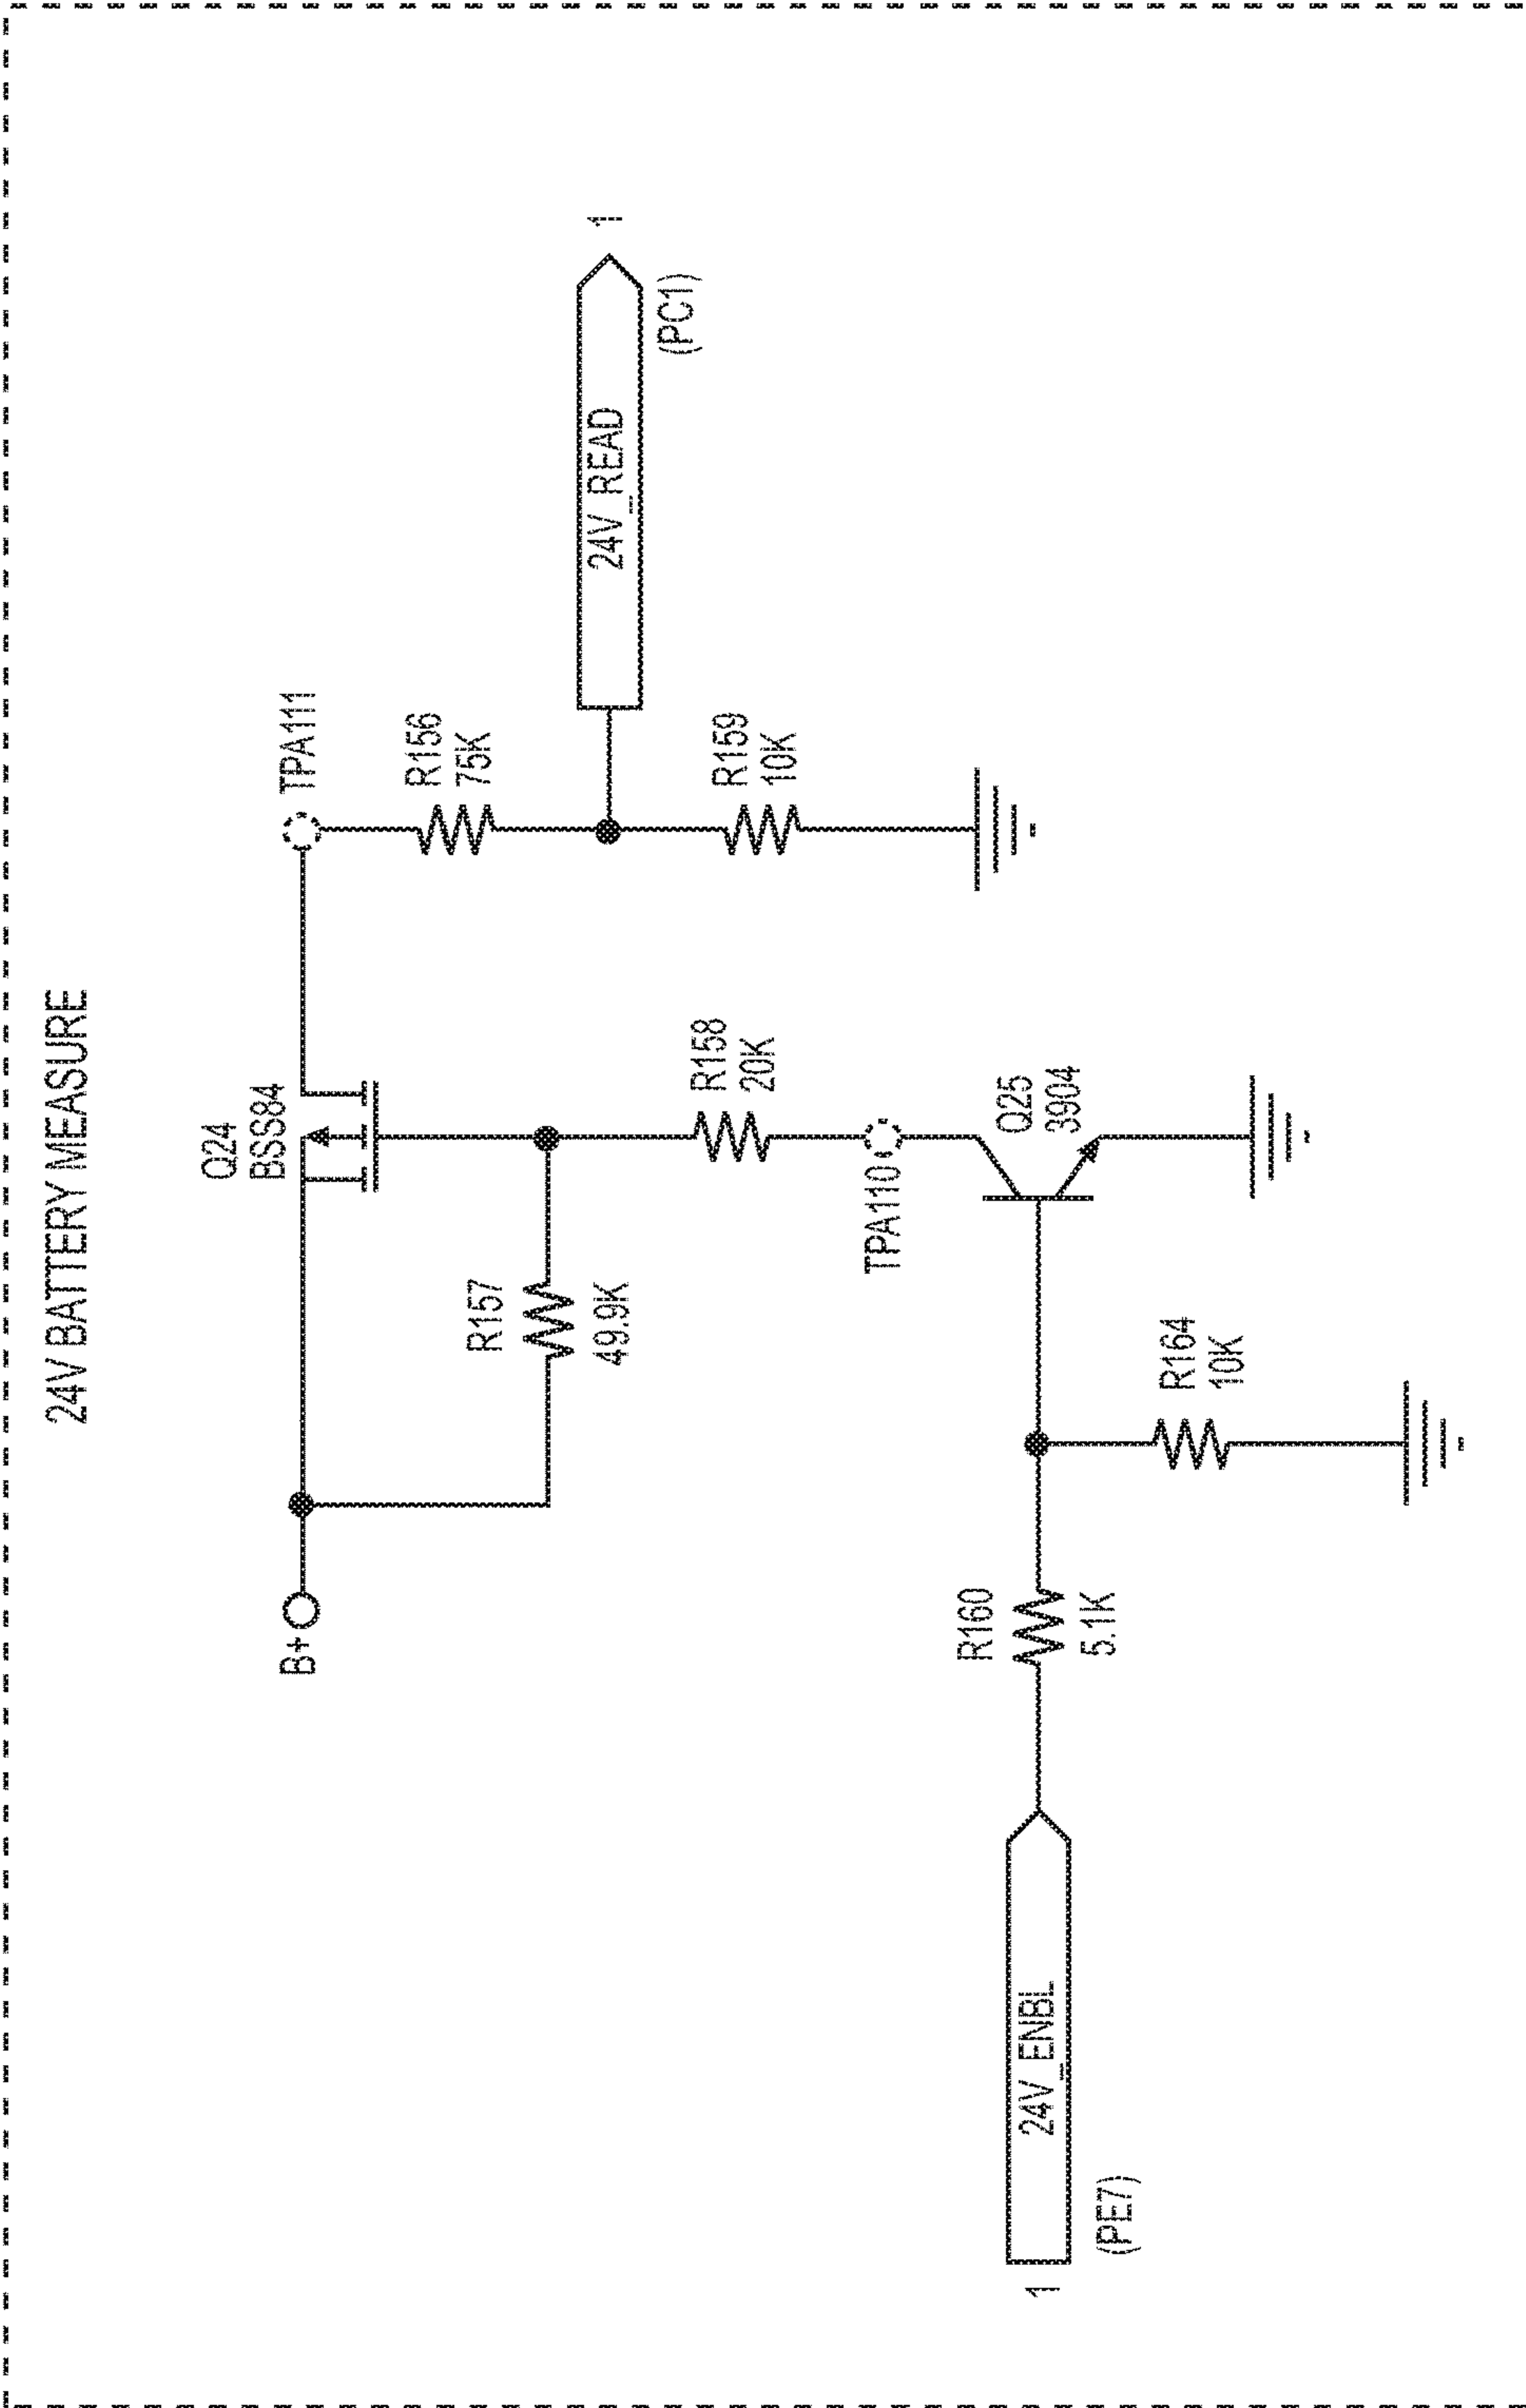 24V BATTERY MEASURE
Q24
BSS84
TPA111
B+
R156
75K
R157
49.9K
24V_READ
1
(PC1)
R158
20K
R159
10K
TPA110
Q25
3904
R160
5.1K
R164
10K
1
24V_ENBL
(PE7)